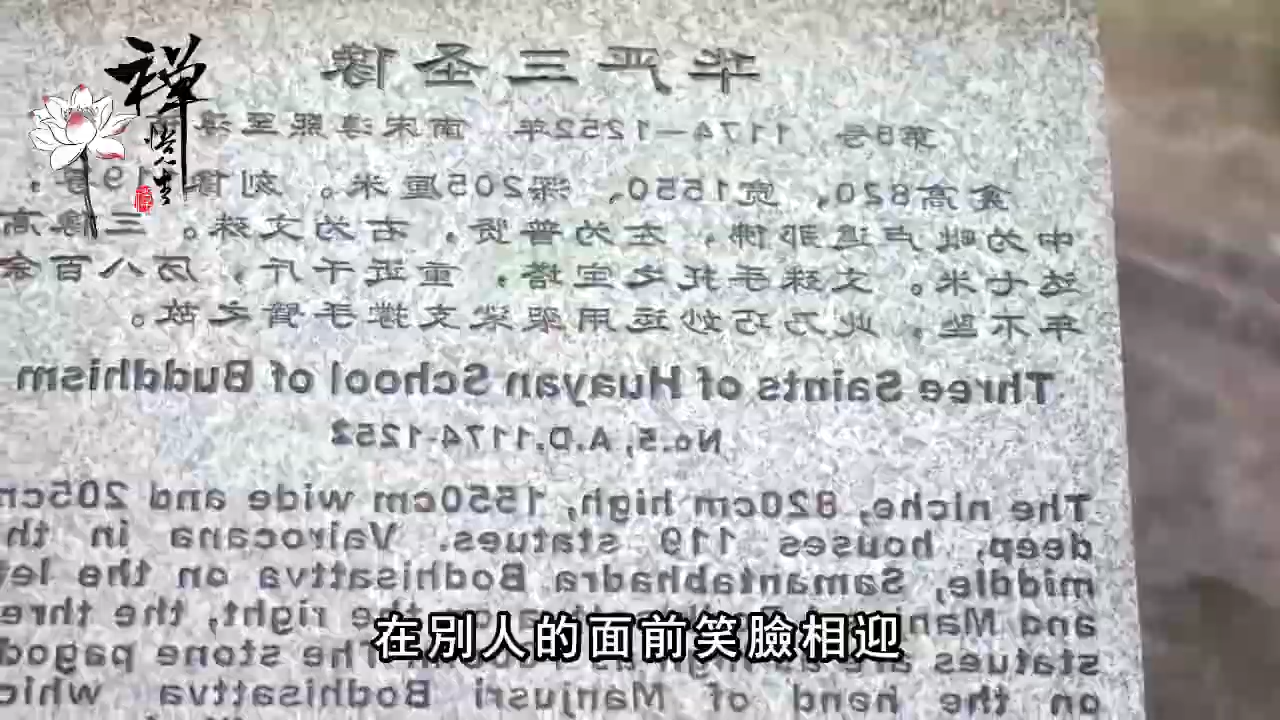 禅
悟人生
华严三圣像
第5号 1174—1252年 南宋淳熙至淳
龛高820、宽1550、深205厘米。刻像119身:
中为毗卢遮那佛,左为普贤,右为文殊。三像高
达七米。文殊手托之宝塔,重近千斤,历八百余
年不坠,此乃巧妙运用袈裟支撑手臂之故。
Three Saints of Huayan School of Buddhism
No.5, A.D.1174-1252
The niche, 820cm high, 1550cm wide and 205cm
deep, houses 119 statues. Vairocana in th
middle, Samantabhadra Bodhisattva on the le
and Manj the right, the thre
statues The stone pagod
on the hand of Manjusri Bodhisattva which
在別人的面前笑臉相迎